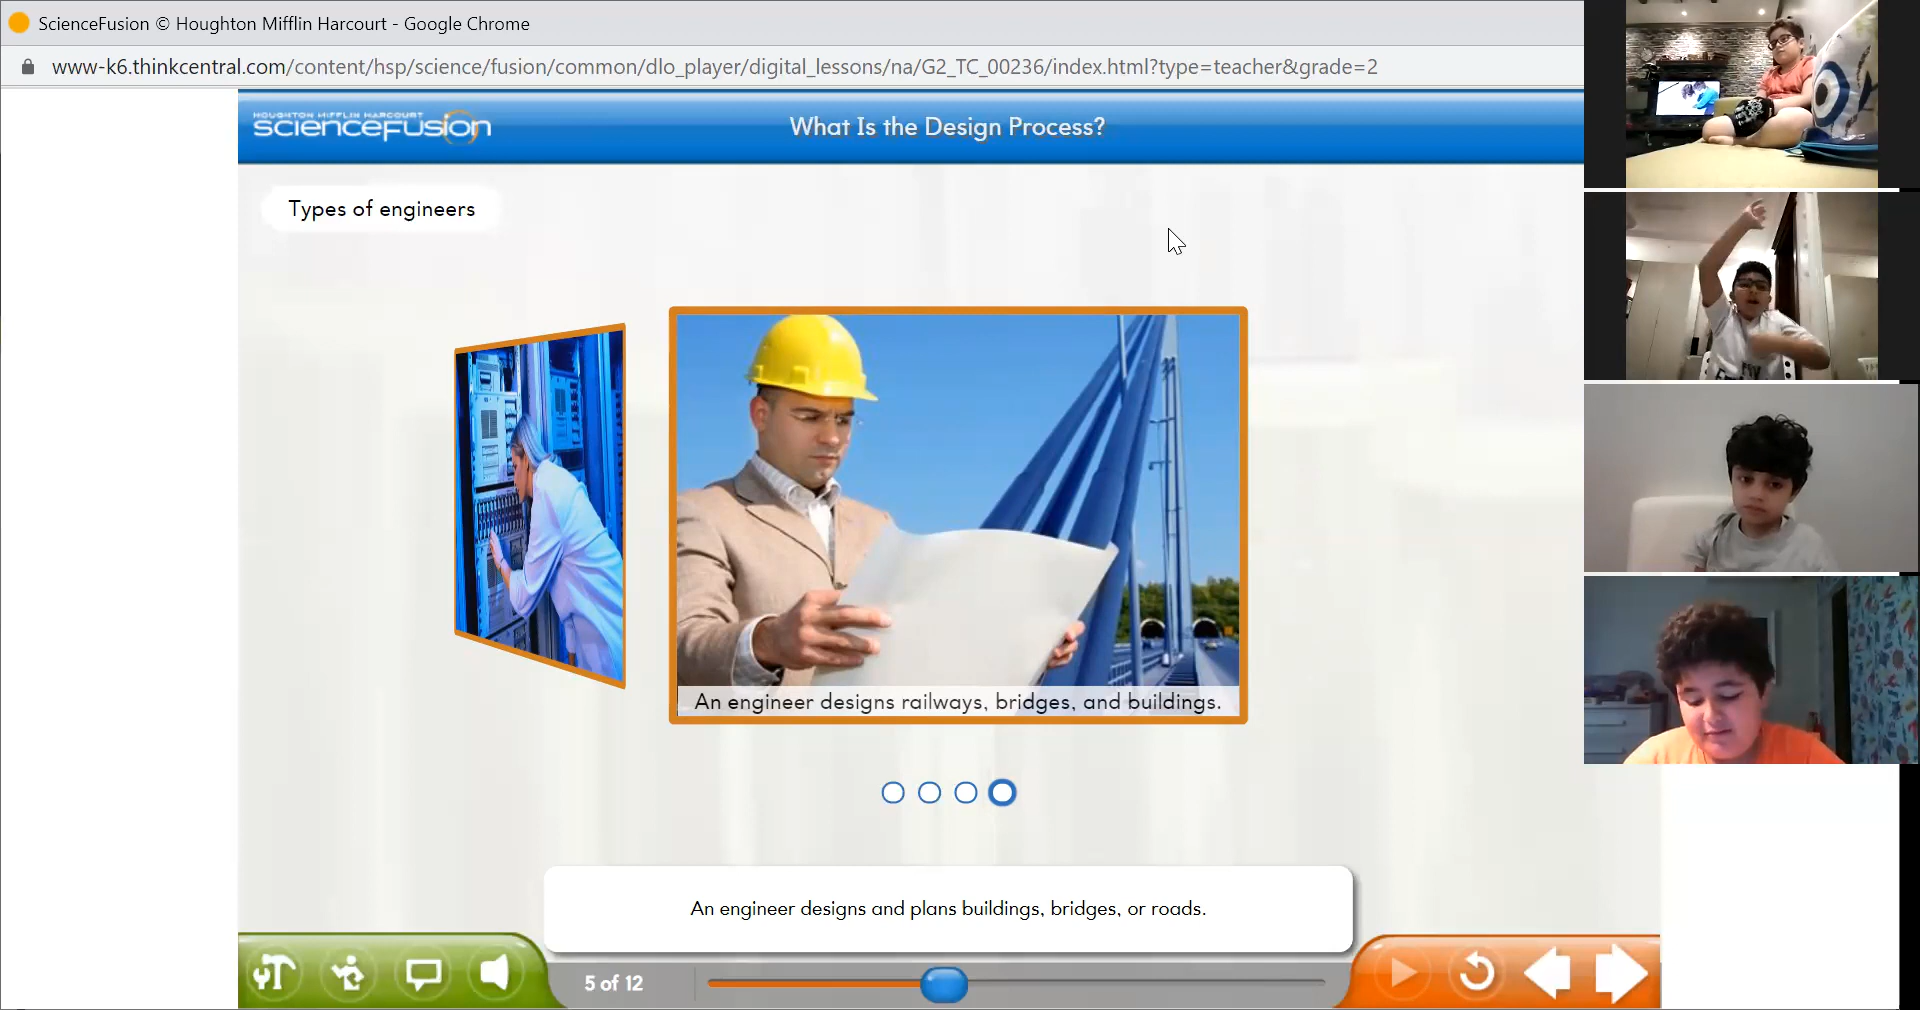 ScienceFusion © Houghton Mifflin Harcourt - Google Chrome
www-k6.thinkcentral.com/content/hsp/science/fusion/common/dlo_player/digital_lessons/na/G2_TC_00236/index.html?type=teacher&grade=2
HOUGHTON MIFFLIN HARCOURT
scienceFusion
What Is the Design Process?
Types of engineers
An engineer designs railways, bridges, and buildings.
An engineer designs and plans buildings, bridges, or roads.
5 of 12